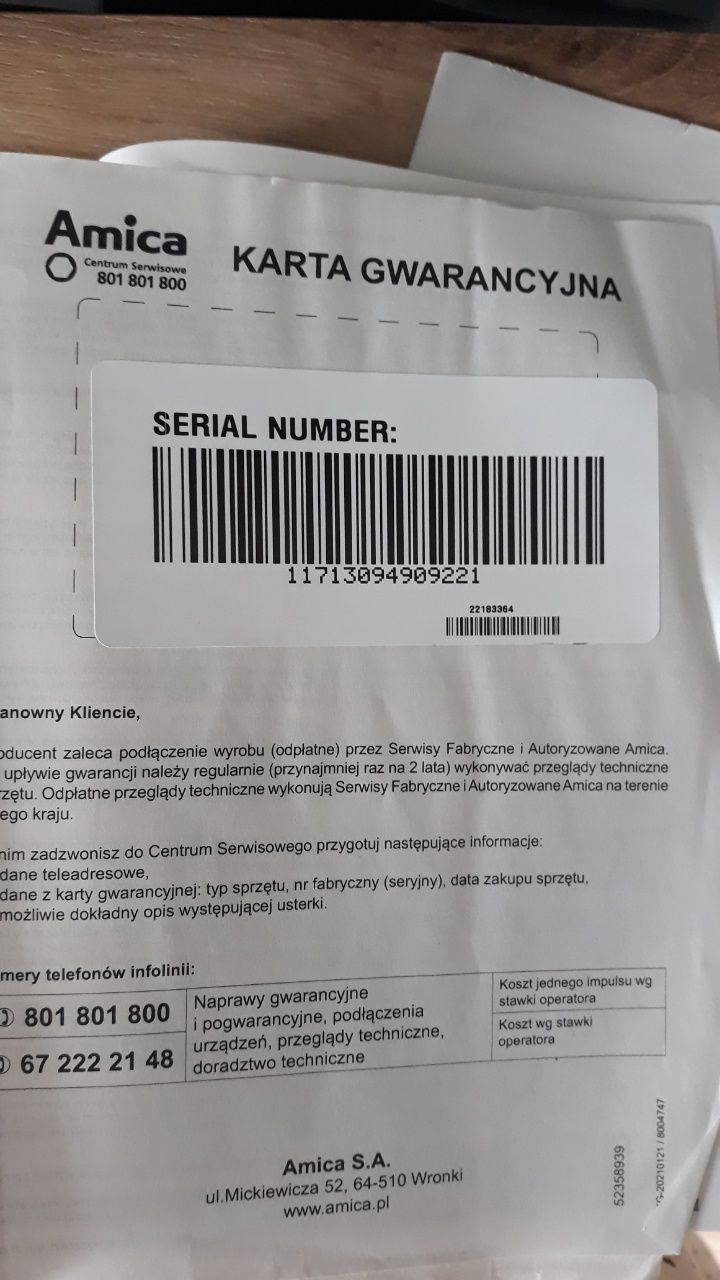 Amica
Centrum Serwisowe
801 801 800
KARTA GWARANCYJNA
SERIAL NUMBER:
11713094909221
22183364
anowny Kliencie,
oducent zaleca podłączenie wyrobu (odpłatne) przez Serwisy Fabryczne i Autoryzowane Amica.
upływie gwarancji należy regularnie (przynajmniej raz na 2 lata) wykonywać przeglądy techniczne
rzętu. Odpłatne przeglądy techniczne wykonują Serwisy Fabryczne i Autoryzowane Amica na terenie
ego kraju.
nim zadzwonisz do Centrum Serwisowego przygotuj następujące informacje:
dane teleadresowe,
dane z karty gwarancyjnej: typ sprzętu, nr fabryczny (seryjny), data zakupu sprzętu,
możliwie dokładny opis występującej usterki.
mery telefonów infolinii:
801 801 800
67 222 21 48
Naprawy gwarancyjne
i pogwarancyjne, podłączenia
urządzeń, przeglądy techniczne,
doradztwo techniczne
Koszt jednego impulsu wg
stawki operatora
Koszt wg stawki
operatora
Amica S.A.
ul.Mickiewicza 52, 64-510 Wronki
www.amica.pl
52358939
20210121 / 8004747